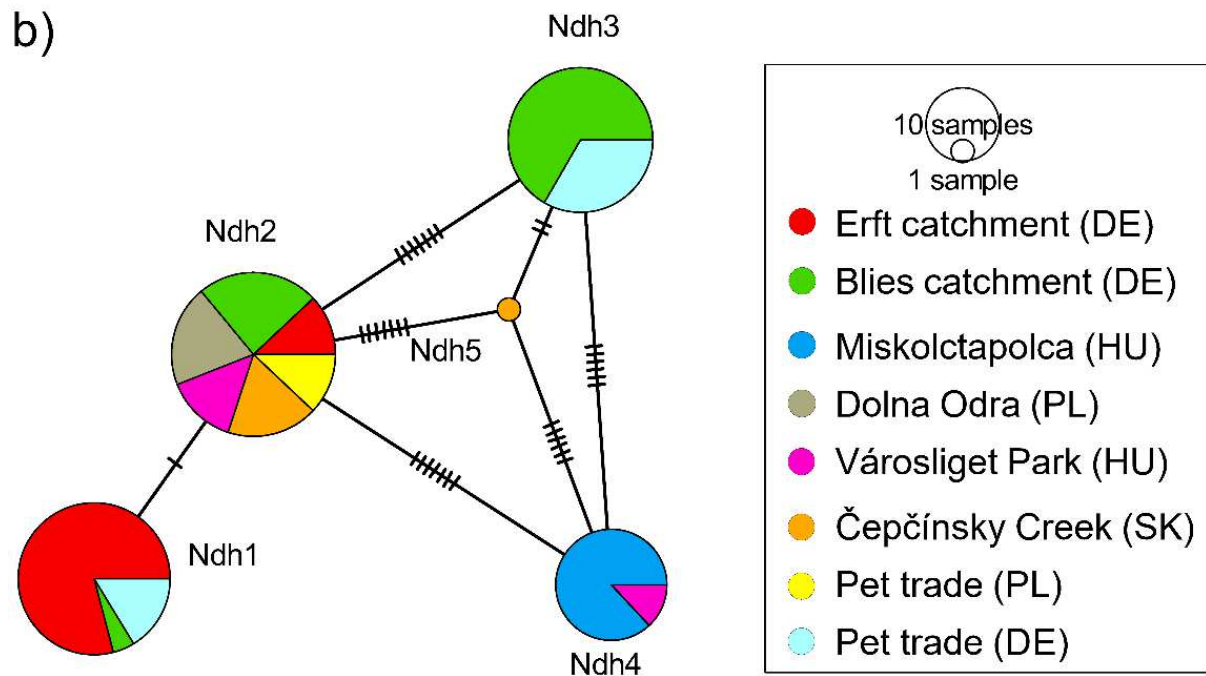 b)
Ndh3
Ndh2
Ndh5
Ndh1
Ndh4
10 samples
1 sample
Erft catchment (DE)
Blies catchment (DE)
Miskolctapolca (HU)
Dolna Odra (PL)
Városliget Park (HU)
Čepčínsky Creek (SK)
Pet trade (PL)
Pet trade (DE)